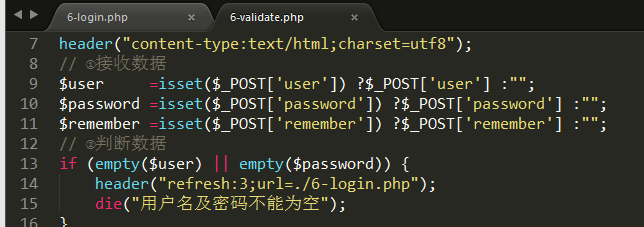 6-login.php × 6-validate.php ×
7 header("content-type:text/html;charset=utf8");
8 // ①接收数据
9 $user     =isset($_POST['user']) ?$_POST['user'] :"";
10 $password =isset($_POST['password']) ?$_POST['password'] :"";
11 $remember =isset($_POST['remember']) ?$_POST['remember'] :"";
12 // ②判断数据
13 if (empty($user) || empty($password)) {
14     header("refresh:3;url=./6-login.php");
15     die("用户名及密码不能为空");
16 }